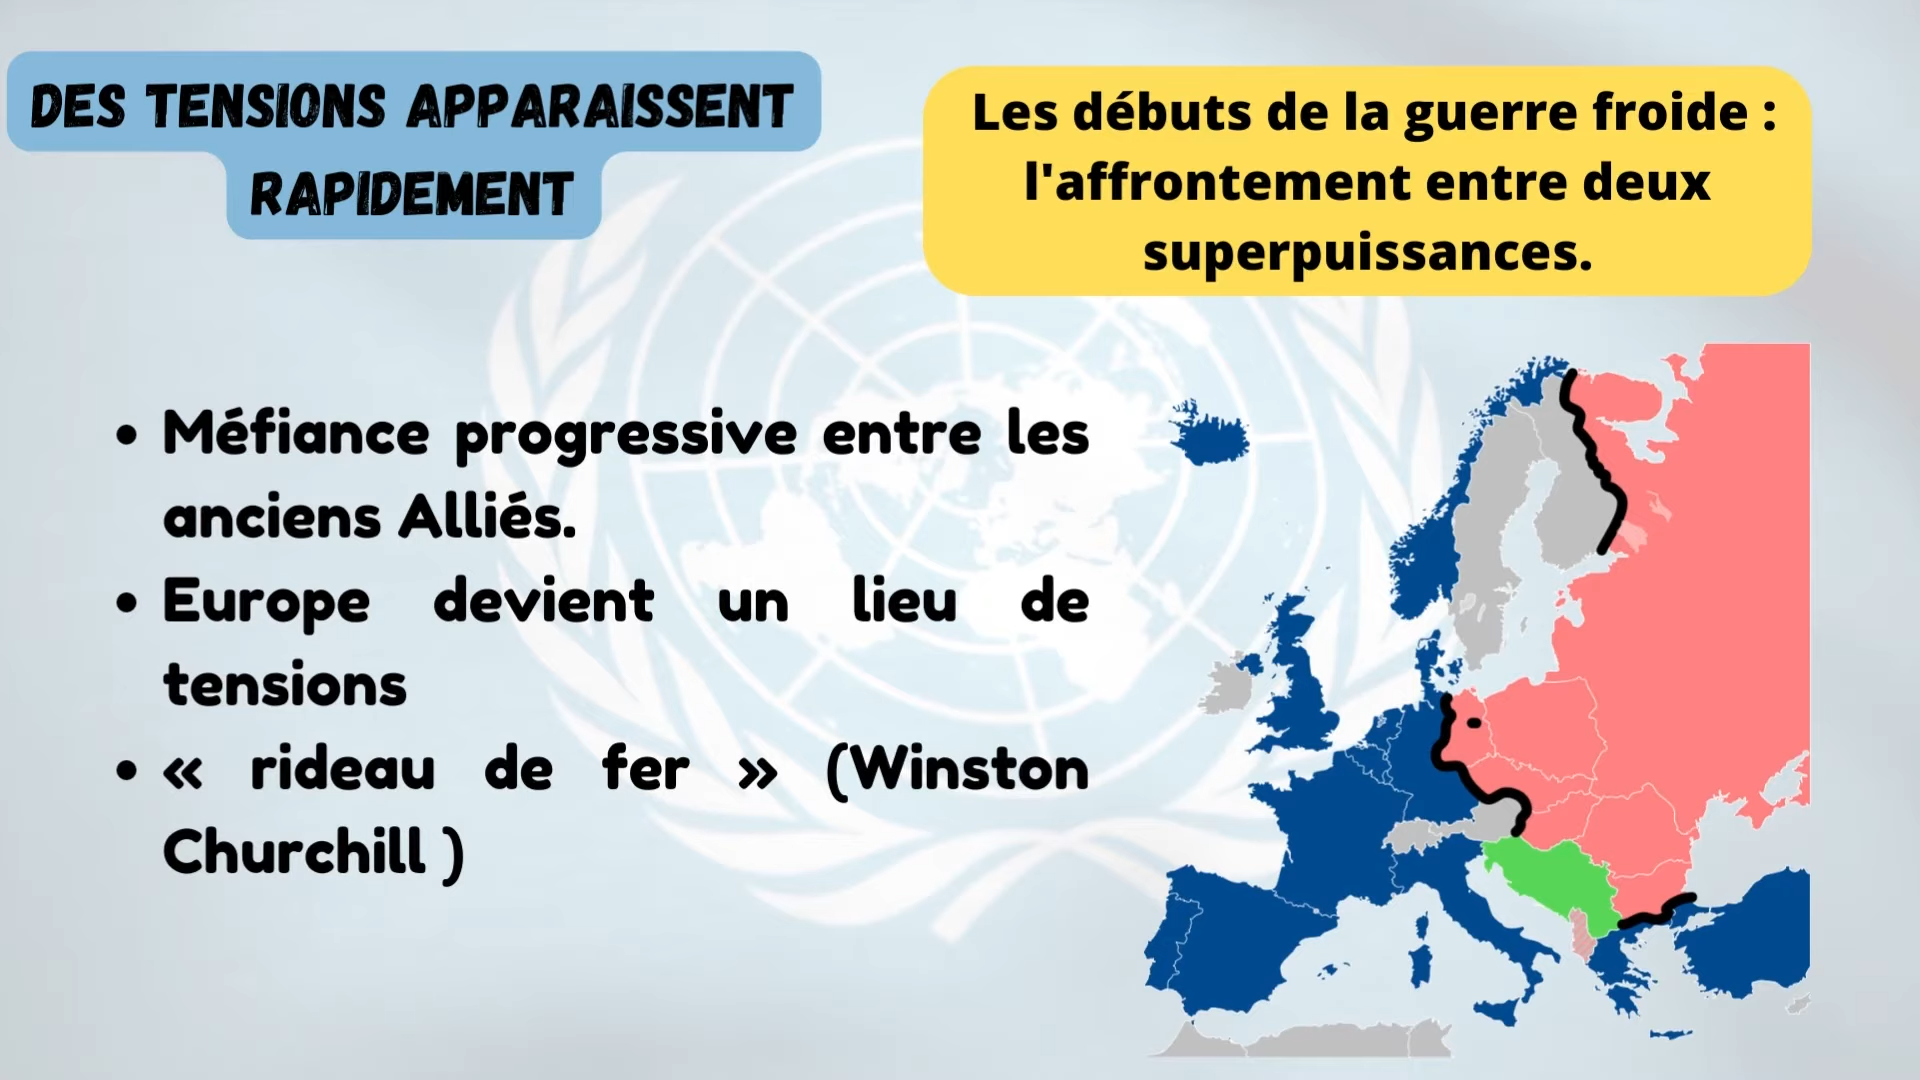 DES TENSIONS APPARAISSENT
RAPIDEMENT
Les débuts de la guerre froide :
l'affrontement entre deux
superpuissances.
• Méfiance progressive entre les
anciens Alliés.
• Europe devient un lieu de
tensions
• « rideau de fer » (Winston
Churchill )